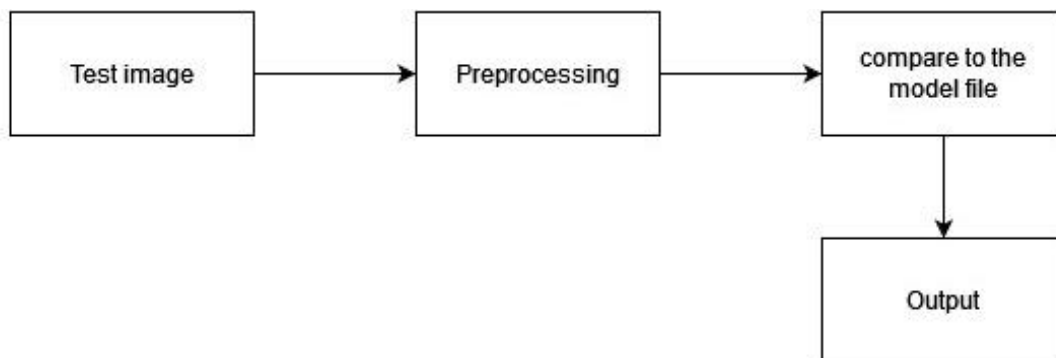 Test image
Preprocessing
compare to the
model file
Output